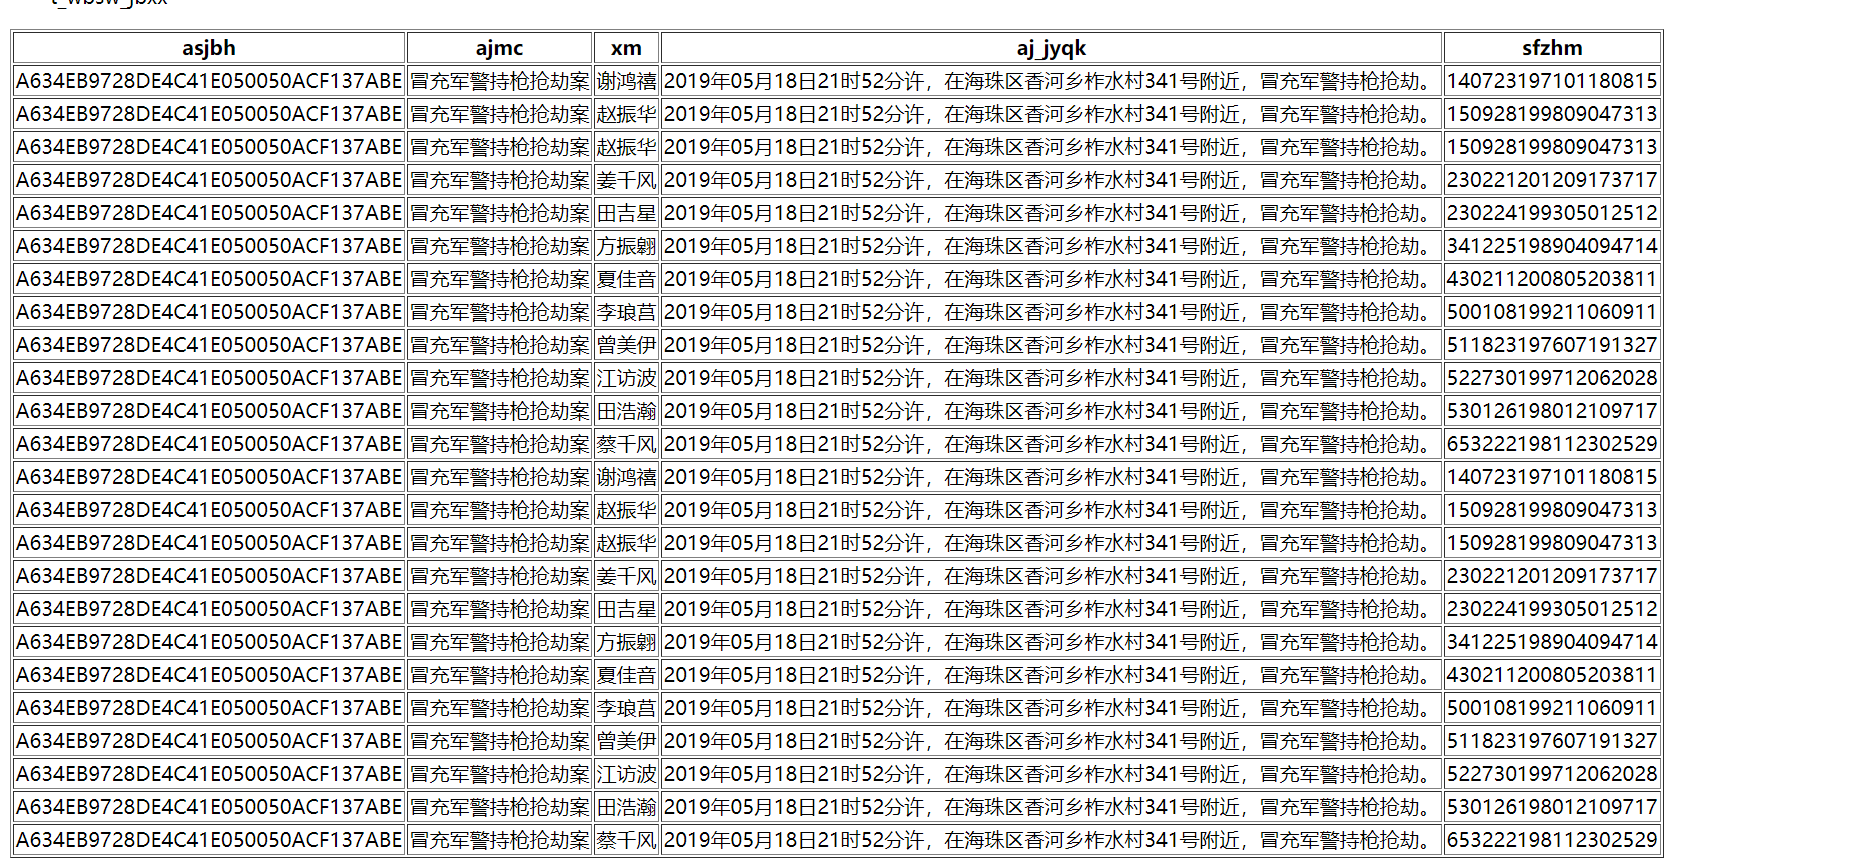 t_wbsw_jbxx
asjbh ajmc xm aj_jyqk sfzhm
A634EB9728DE4C41E050050ACF137ABE 冒充军警持枪抢劫案 谢鸿禧 2019年05月18日21时52分许，在海珠区香河乡柞水村341号附近，冒充军警持枪抢劫。 140723197101180815
A634EB9728DE4C41E050050ACF137ABE 冒充军警持枪抢劫案 赵振华 2019年05月18日21时52分许，在海珠区香河乡柞水村341号附近，冒充军警持枪抢劫。 150928199809047313
A634EB9728DE4C41E050050ACF137ABE 冒充军警持枪抢劫案 赵振华 2019年05月18日21时52分许，在海珠区香河乡柞水村341号附近，冒充军警持枪抢劫。 150928199809047313
A634EB9728DE4C41E050050ACF137ABE 冒充军警持枪抢劫案 姜千风 2019年05月18日21时52分许，在海珠区香河乡柞水村341号附近，冒充军警持枪抢劫。 230221201209173717
A634EB9728DE4C41E050050ACF137ABE 冒充军警持枪抢劫案 田吉星 2019年05月18日21时52分许，在海珠区香河乡柞水村341号附近，冒充军警持枪抢劫。 230224199305012512
A634EB9728DE4C41E050050ACF137ABE 冒充军警持枪抢劫案 方振翱 2019年05月18日21时52分许，在海珠区香河乡柞水村341号附近，冒充军警持枪抢劫。 341225198904094714
A634EB9728DE4C41E050050ACF137ABE 冒充军警持枪抢劫案 夏佳音 2019年05月18日21时52分许，在海珠区香河乡柞水村341号附近，冒充军警持枪抢劫。 430211200805203811
A634EB9728DE4C41E050050ACF137ABE 冒充军警持枪抢劫案 李琅莒 2019年05月18日21时52分许，在海珠区香河乡柞水村341号附近，冒充军警持枪抢劫。 500108199211060911
A634EB9728DE4C41E050050ACF137ABE 冒充军警持枪抢劫案 曾美伊 2019年05月18日21时52分许，在海珠区香河乡柞水村341号附近，冒充军警持枪抢劫。 511823197607191327
A634EB9728DE4C41E050050ACF137ABE 冒充军警持枪抢劫案 江访波 2019年05月18日21时52分许，在海珠区香河乡柞水村341号附近，冒充军警持枪抢劫。 522730199712062028
A634EB9728DE4C41E050050ACF137ABE 冒充军警持枪抢劫案 田浩瀚 2019年05月18日21时52分许，在海珠区香河乡柞水村341号附近，冒充军警持枪抢劫。 530126198012109717
A634EB9728DE4C41E050050ACF137ABE 冒充军警持枪抢劫案 蔡千风 2019年05月18日21时52分许，在海珠区香河乡柞水村341号附近，冒充军警持枪抢劫。 653222198112302529
A634EB9728DE4C41E050050ACF137ABE 冒充军警持枪抢劫案 谢鸿禧 2019年05月18日21时52分许，在海珠区香河乡柞水村341号附近，冒充军警持枪抢劫。 140723197101180815
A634EB9728DE4C41E050050ACF137ABE 冒充军警持枪抢劫案 赵振华 2019年05月18日21时52分许，在海珠区香河乡柞水村341号附近，冒充军警持枪抢劫。 150928199809047313
A634EB9728DE4C41E050050ACF137ABE 冒充军警持枪抢劫案 赵振华 2019年05月18日21时52分许，在海珠区香河乡柞水村341号附近，冒充军警持枪抢劫。 150928199809047313
A634EB9728DE4C41E050050ACF137ABE 冒充军警持枪抢劫案 姜千风 2019年05月18日21时52分许，在海珠区香河乡柞水村341号附近，冒充军警持枪抢劫。 230221201209173717
A634EB9728DE4C41E050050ACF137ABE 冒充军警持枪抢劫案 田吉星 2019年05月18日21时52分许，在海珠区香河乡柞水村341号附近，冒充军警持枪抢劫。 230224199305012512
A634EB9728DE4C41E050050ACF137ABE 冒充军警持枪抢劫案 方振翱 2019年05月18日21时52分许，在海珠区香河乡柞水村341号附近，冒充军警持枪抢劫。 341225198904094714
A634EB9728DE4C41E050050ACF137ABE 冒充军警持枪抢劫案 夏佳音 2019年05月18日21时52分许，在海珠区香河乡柞水村341号附近，冒充军警持枪抢劫。 430211200805203811
A634EB9728DE4C41E050050ACF137ABE 冒充军警持枪抢劫案 李琅莒 2019年05月18日21时52分许，在海珠区香河乡柞水村341号附近，冒充军警持枪抢劫。 500108199211060911
A634EB9728DE4C41E050050ACF137ABE 冒充军警持枪抢劫案 曾美伊 2019年05月18日21时52分许，在海珠区香河乡柞水村341号附近，冒充军警持枪抢劫。 511823197607191327
A634EB9728DE4C41E050050ACF137ABE 冒充军警持枪抢劫案 江访波 2019年05月18日21时52分许，在海珠区香河乡柞水村341号附近，冒充军警持枪抢劫。 522730199712062028
A634EB9728DE4C41E050050ACF137ABE 冒充军警持枪抢劫案 田浩瀚 2019年05月18日21时52分许，在海珠区香河乡柞水村341号附近，冒充军警持枪抢劫。 530126198012109717
A634EB9728DE4C41E050050ACF137ABE 冒充军警持枪抢劫案 蔡千风 2019年05月18日21时52分许，在海珠区香河乡柞水村341号附近，冒充军警持枪抢劫。 653222198112302529